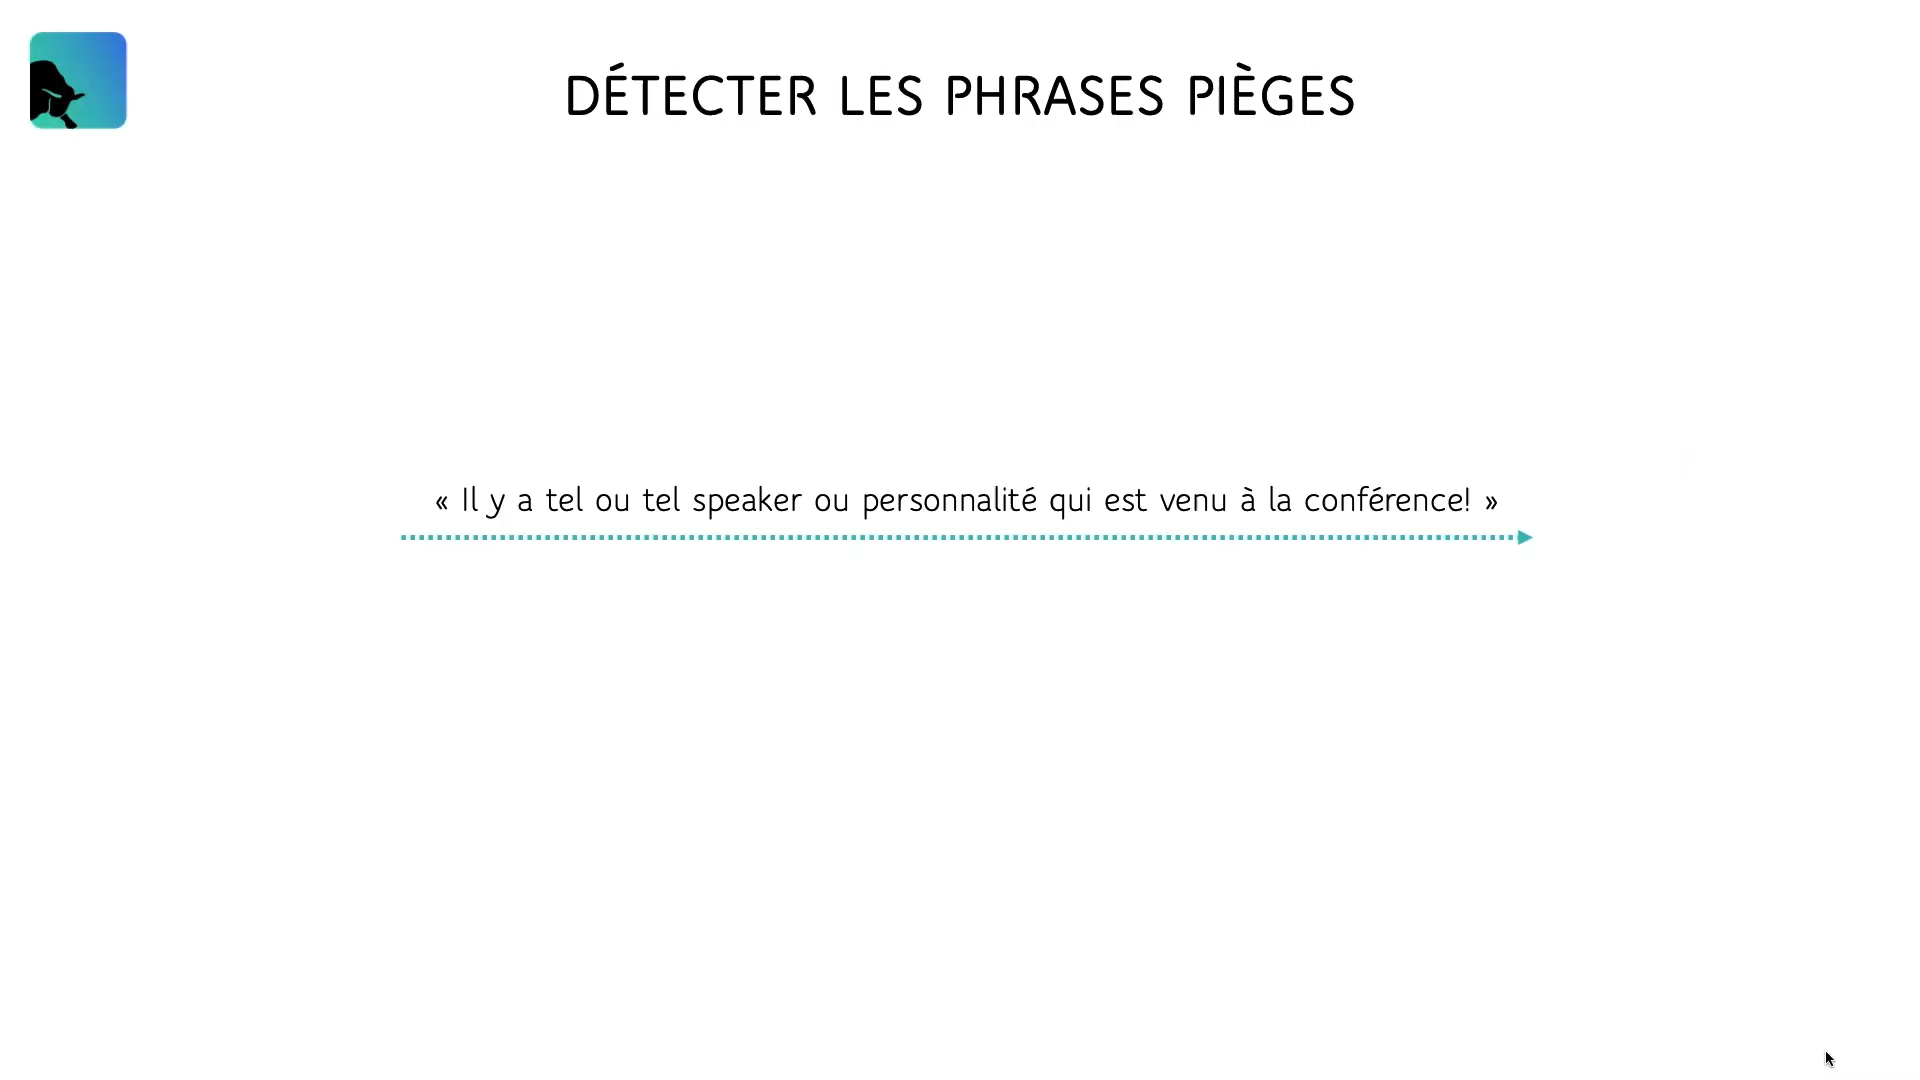 DÉTECTER LES PHRASES PIÈGES
« Il y a tel ou tel speaker ou personnalité qui est venu à la conférence! »